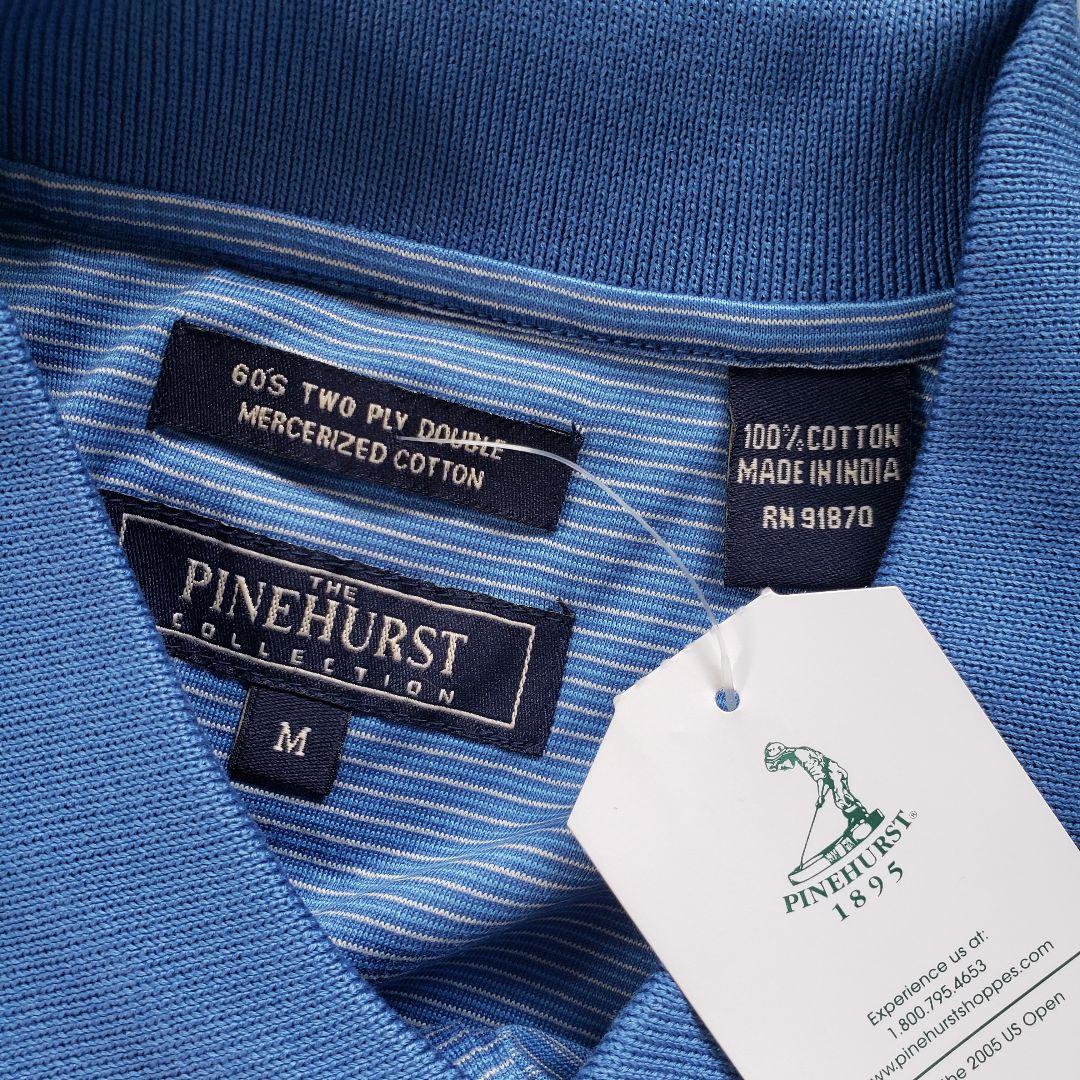 60'S TWO PLY DOUBLE
MERCERIZED COTTON
100% COTTON
MADE IN INDIA
RN 91870
THE
PINEHURST
COLLECTION
M
PINEHURST®
1895
Experience us at:
1.800.795.4653
www.pinehurstshoppes.com
the 2005 US Open